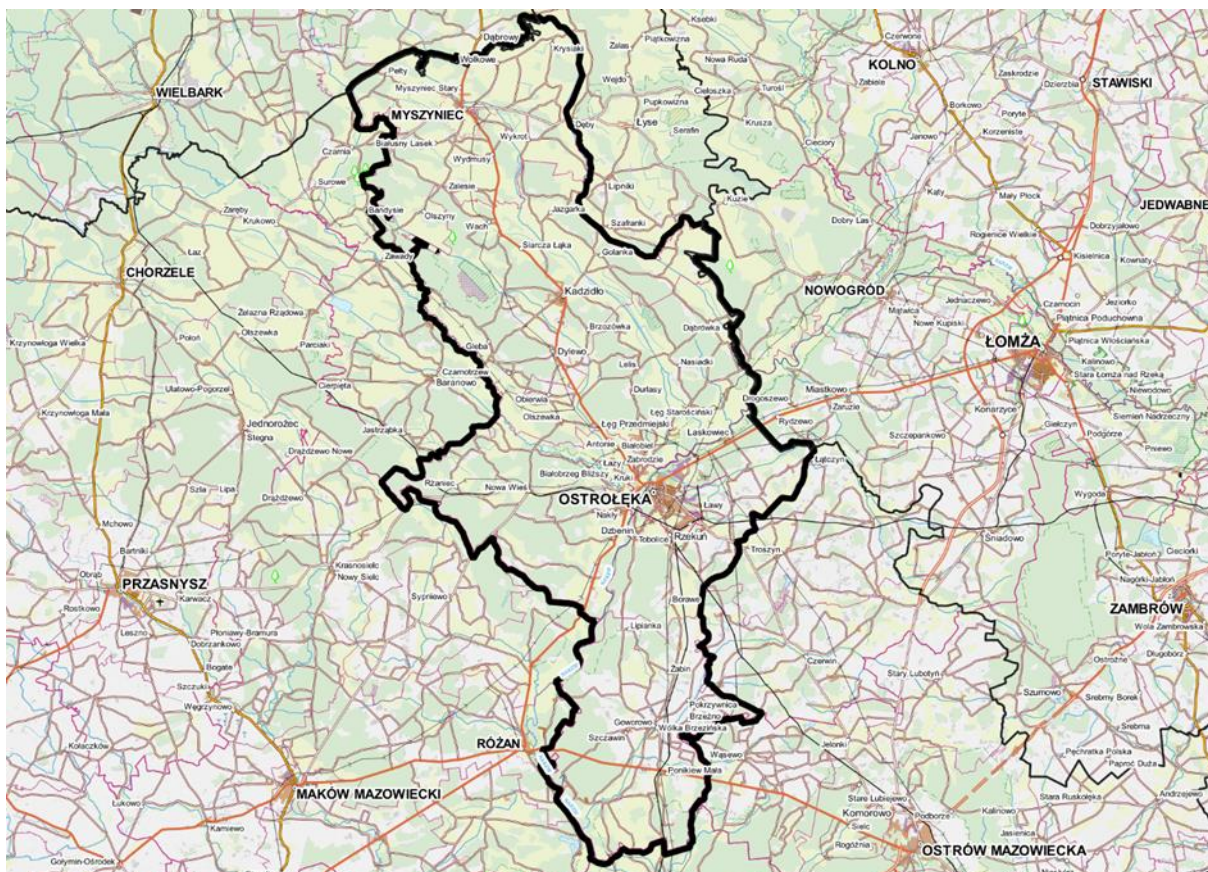 Dąbrowy
Ksebki
Czerwone
Krysiaki
Zalas
Piątkowizna
Wolkowe
KOLNO
Nowa Ruda
Zaskrodzie
Pełty
Wejdo
Zabiele
Dzierzbia
STAWISKI
Myszyniec Stary
Cieloszka
Turośl
WIELBARK
Pupkowizna
Borkowo
MYSZYNIEC
Łyse
Poryte
Dęby
Serafin
Krusza
Korzeniste
Wykrot
Janowo
Białusny Lasek
Czarnia
Wydmusy
Cieciory
Surowe
Zalesie
Lipniki
Kąty
Mały Płock
Kuzie
JEDWABNE
Zaręby
Bandysie
Olszyny
Jazgarka
Krukowo
Wach
Szafranki
Dobry Las
Dobrzyjałowo
Rogienice Wielkie
Siarcza Łąka
Golanka
Łaz
Zawady
Kisielnica
Kownaty
CHORZELE
NOWOGRÓD
Kadzidło
Jednaczewo
Czarnocin
Jeziorko
Mątwica
Żelazna Rządowa
Nowe Kupiski
Piątnica Poduchowna
Brzozówka
Dąbrówka
Olszewka
Krzynowłoga Wielka
Połoń
Parciaki
Gleba
ŁOMŻA
Piątnica Włościańska
Dylewo
Lelis
Nasiadki
Kalinowo
Czarnotrzew
Stara Łomża nad Rzeką
Baranowo
Ulatowo-Pogorzel
Cierpięta
Durlasy
Miastkowo
Niewodowo
Obierwia
Długoszewo
Krzynowłoga Mała
Zaruzie
Konarzyce
Siemień Nadrzeczny
Olszewka
Łęg Starościński
Jednorożec
Łęg Przedmiejski
Rydzewo
Giełczyn
Stegna
Jastrząbka
Laskowiec
Szczepankowo
Podgórze
Antonie
Białobiel
Drążdżewo Nowe
Pniewo
Łazy
Zabrodzie
Łątczyn
Białobrzeg Bliższy
Kruki
Rzaniec
Nowa Wieś
Szla
Lipa
Drążdżewo
OSTROŁĘKA
Wygoda
Ławy
Nakły
Mchowo
Dzbenin
Tobolice
Rzekuń
Śniadowo
Bartniki
Troszyn
Poryte-Jabłoń
Cieciorki
Krasnosielc
Obrąb
Nowy Sielc
Nagórki-Jabłoń
PRZASNYSZ
Karwacz
Sypniewo
Borawe
Rostkowo
ZAMBRÓW
Leszno
Płoniawy-Bramura
Lipianka
Wola Zambrowska
Dobrzankowo
Długobórz
Bogate
Żabin
Czerwin
Ostrożne
Stary Lubotyń
Szczuki
Szumowo
Srebrny Borek
Węgrzynowo
Pokrzywnica
Brzeźno
Goworowo
Wólka Brzezińska
Srebrna
Szczawin
RÓŻAN
Jelonki
Kołaczków
Wąsewo
Pęchratka Polska
Ponikiew Mała
Paproć Duża
MAKÓW MAZOWIECKI
Stare Lubiejewo
Stara Ruskołęka
Andrzejewo
Łukowo
Kalinowo
Komorowo
Podborze
Karniewo
Sielc
Jasienica
Rogóźnia
OSTRÓW MAZOWIECKA
Gołymin-Ośrodek